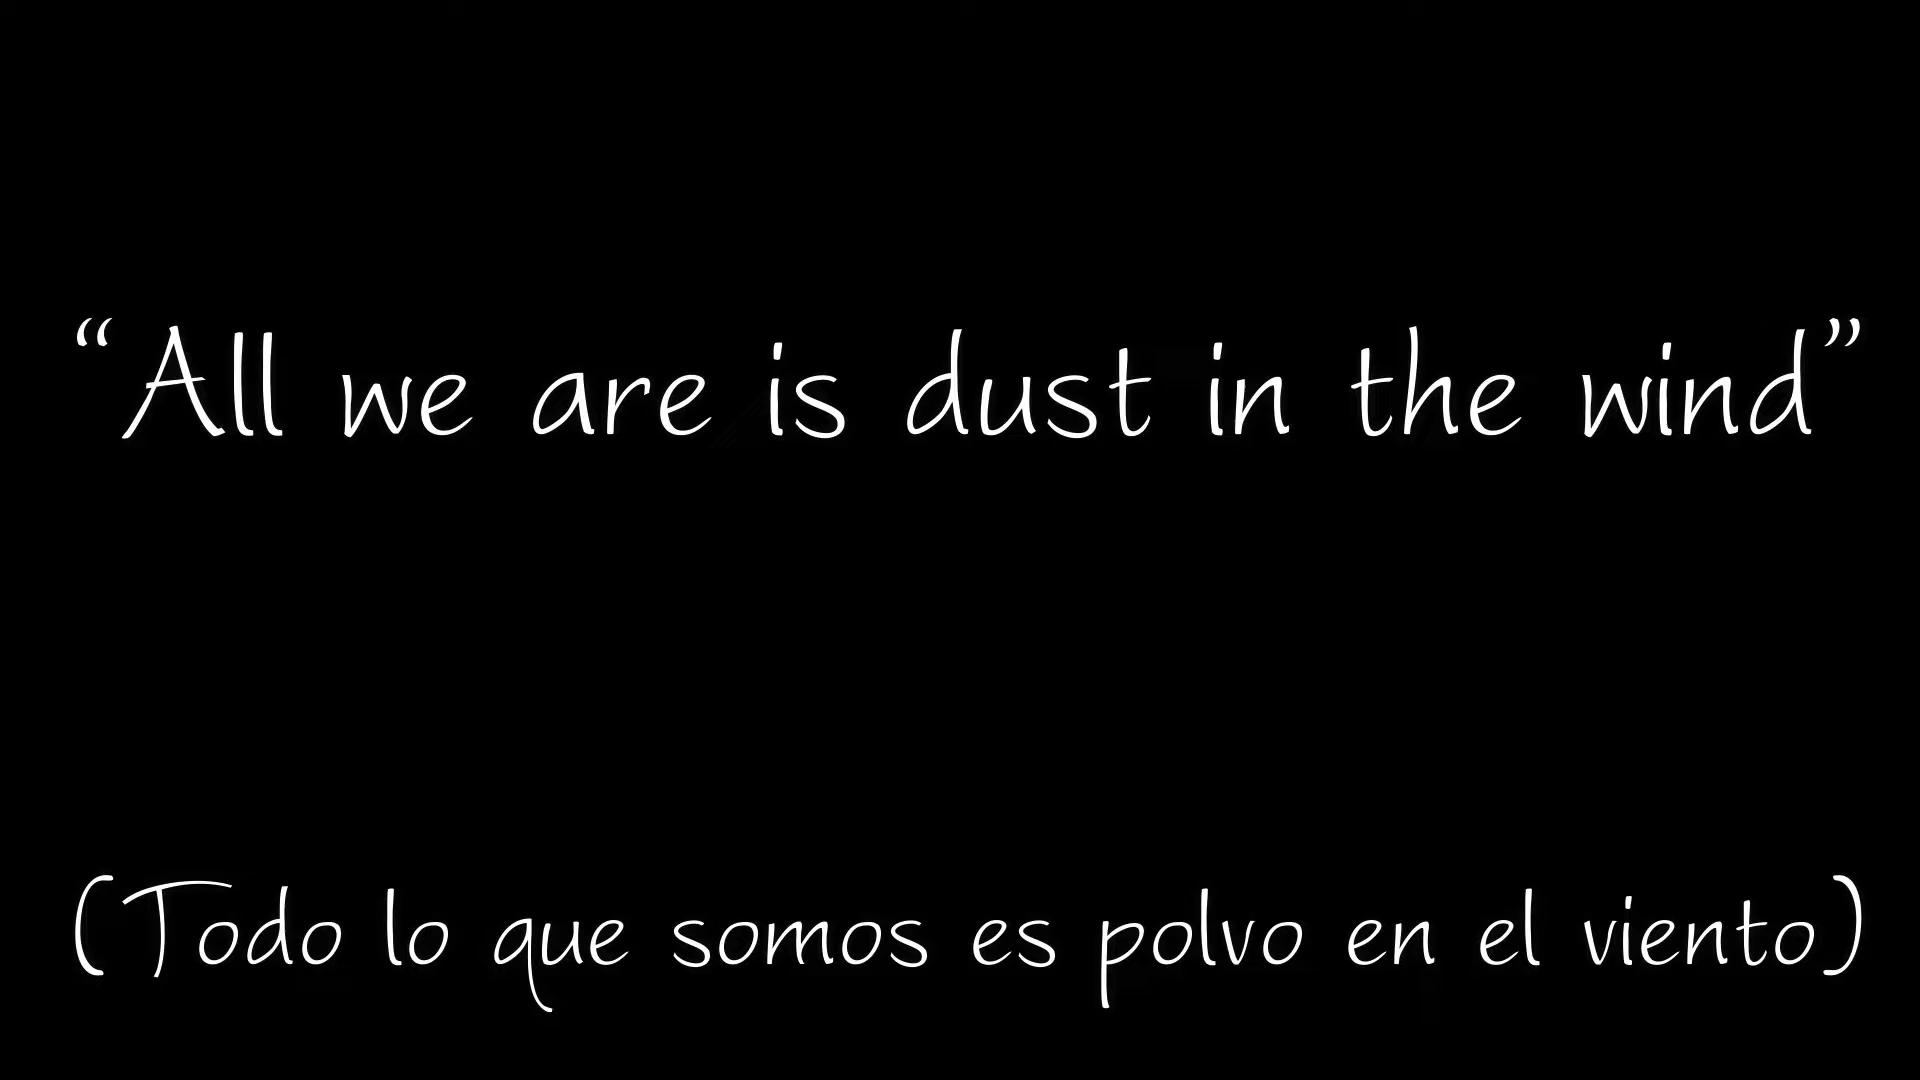 “All we are is dust in the wind”
(Todo lo que somos es polvo en el viento)